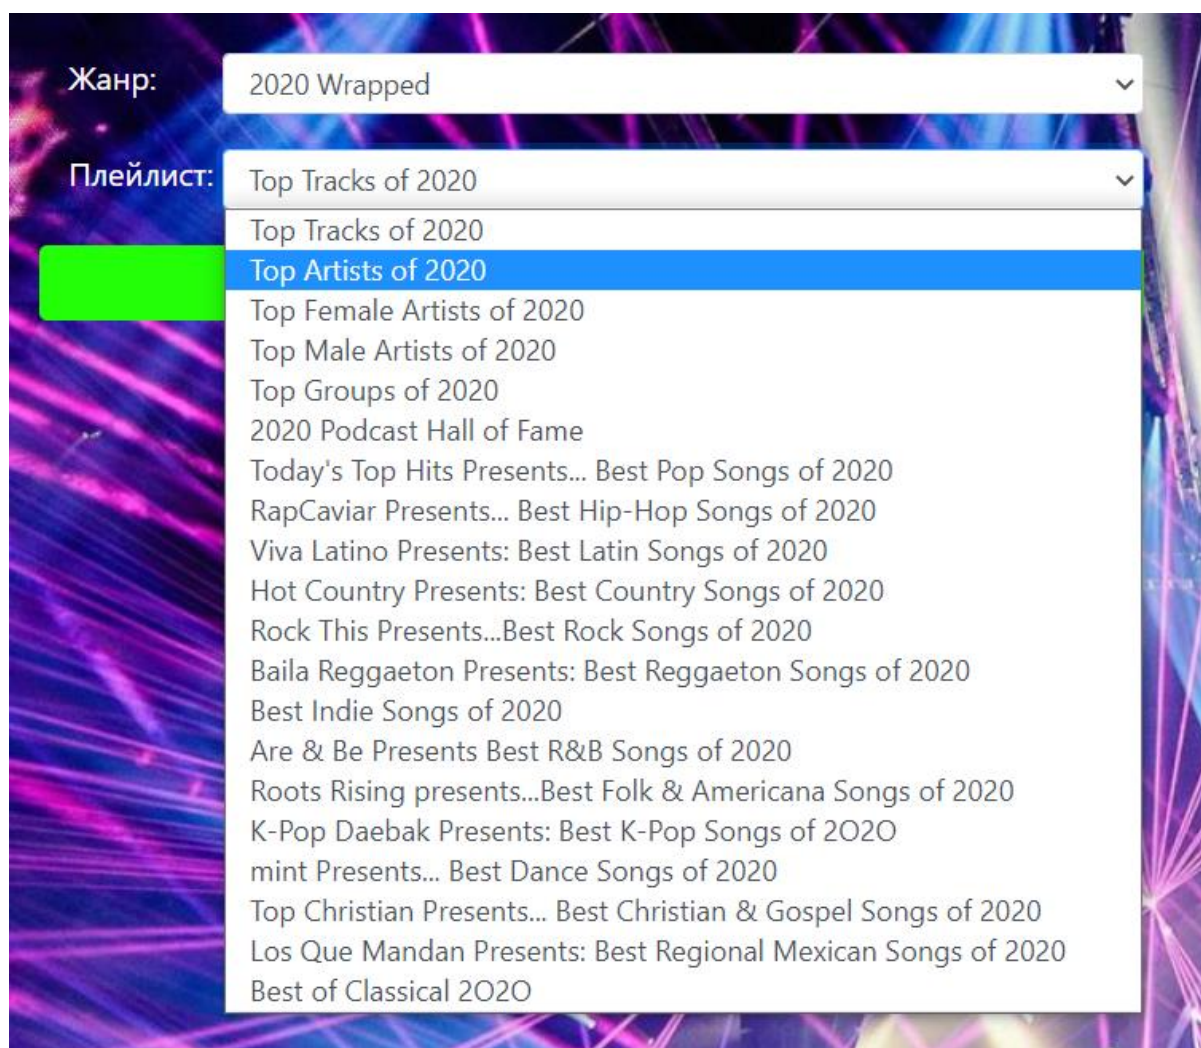 Жанр: 2020 Wrapped
Плейлист: Top Tracks of 2020
Top Tracks of 2020
Top Artists of 2020
Top Female Artists of 2020
Top Male Artists of 2020
Top Groups of 2020
2020 Podcast Hall of Fame
Today's Top Hits Presents... Best Pop Songs of 2020
RapCaviar Presents... Best Hip-Hop Songs of 2020
Viva Latino Presents: Best Latin Songs of 2020
Hot Country Presents: Best Country Songs of 2020
Rock This Presents...Best Rock Songs of 2020
Baila Reggaeton Presents: Best Reggaeton Songs of 2020
Best Indie Songs of 2020
Are & Be Presents Best R&B Songs of 2020
Roots Rising presents...Best Folk & Americana Songs of 2020
K-Pop Daebak Presents: Best K-Pop Songs of 2O2O
mint Presents... Best Dance Songs of 2020
Top Christian Presents... Best Christian & Gospel Songs of 2020
Los Que Mandan Presents: Best Regional Mexican Songs of 2020
Best of Classical 2O2O